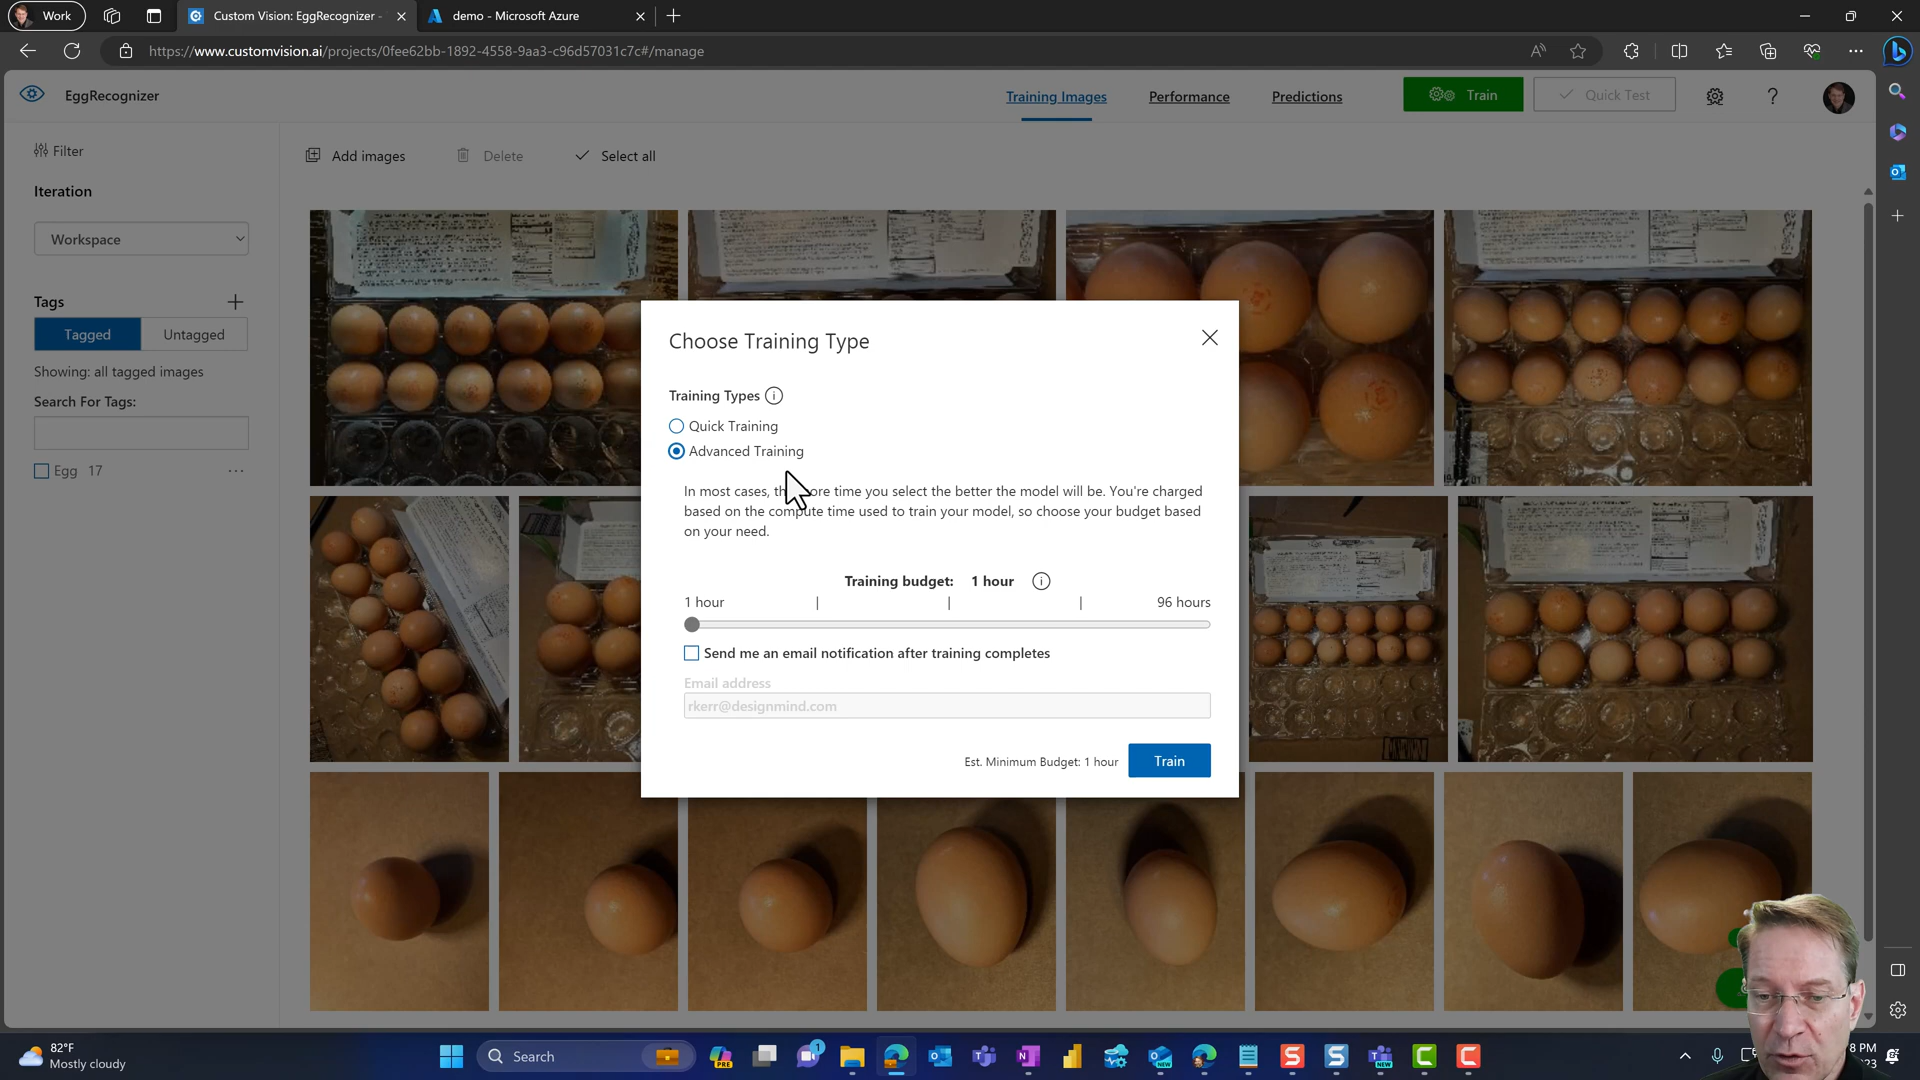 Work
Custom Vision: EggRecognizer -
demo - Microsoft Azure
https://www.customvision.ai/projects/0fee62bb-1892-4558-9aa3-c96d57031c7c#/manage
EggRecognizer
Training Images
Performance
Predictions
Train
Quick Test
Filter
Add images
Delete
Select all
Iteration
Workspace
Tags
Tagged
Untagged
Showing: all tagged images
Search For Tags:
Egg 17
Choose Training Type
Training Types
Quick Training
Advanced Training
In most cases, the more time you select the better the model will be. You're charged
based on the compute time used to train your model, so choose your budget based
on your need.
Training budget: 1 hour
1 hour
96 hours
Send me an email notification after training completes
Email address
rkerr@designmind.com
Est. Minimum Budget: 1 hour
Train
82°F
Mostly cloudy
Search
PRE
1
NEW
NEW
8 PM